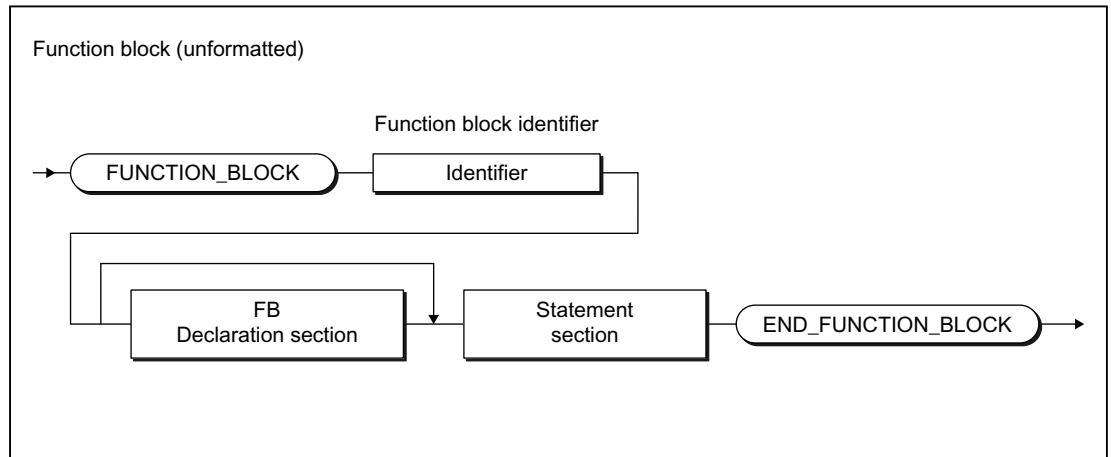 Function block (unformatted)
Function block identifier
FUNCTION_BLOCK
Identifier
FB
Declaration section
Statement
section
END_FUNCTION_BLOCK